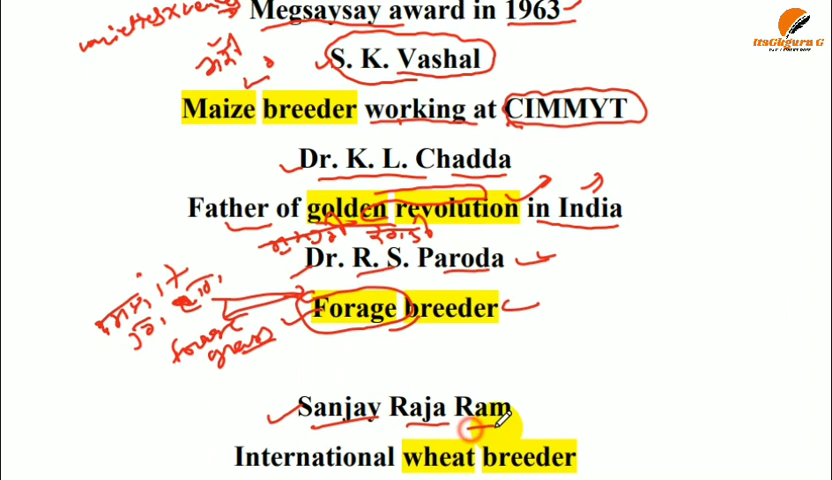 Megsaysay award in 1963
ItsGkguru G
S. K. Vashal
Maize breeder working at CIMMYT
Dr. K. L. Chadda
Father of golden revolution in India
Dr. R. S. Paroda
Forage breeder
Sanjay Raja Ram
International wheat breeder